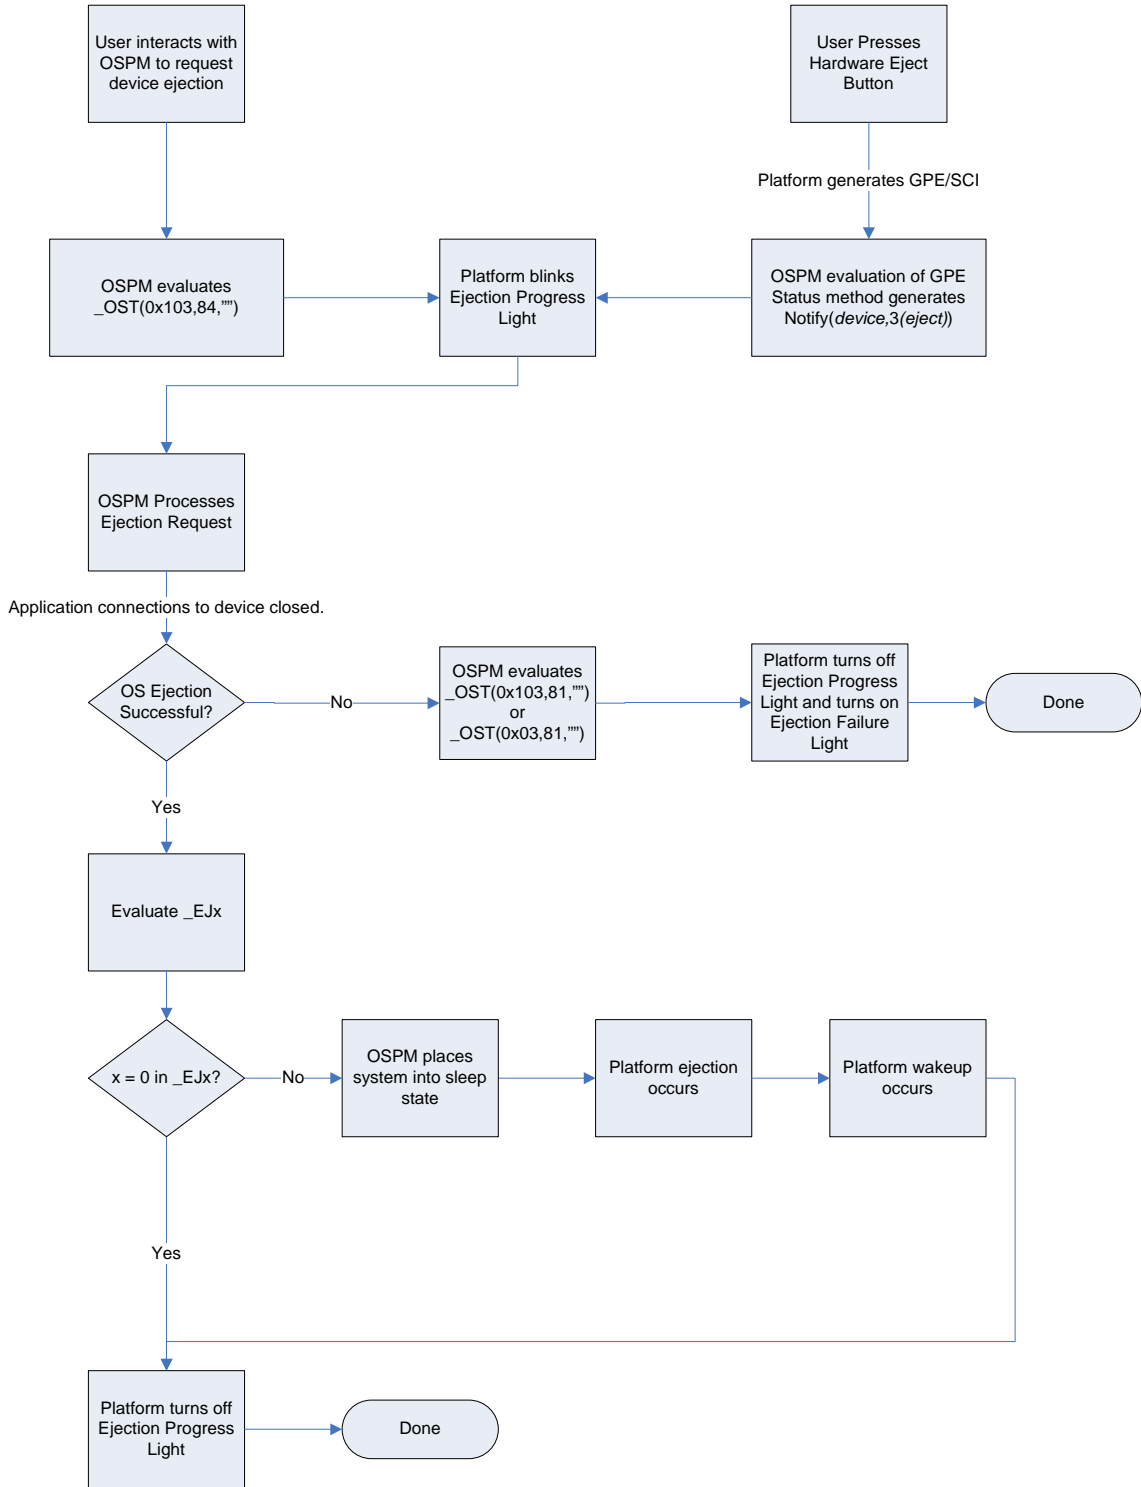 User interacts with
OSPM to request
device ejection
User Presses
Hardware Eject
Button
Platform generates GPE/SCI
OSPM evaluates
_OST(0x103,84,””)
Platform blinks
Ejection Progress
Light
OSPM evaluation of GPE
Status method generates
Notify(device,3(eject))
OSPM Processes
Ejection Request
Application connections to device closed.
OS Ejection
Successful?
No
OSPM evaluates
_OST(0x103,81,””)
or
_OST(0x03,81,””)
Platform turns off
Ejection Progress
Light and turns on
Ejection Failure
Light
Done
Yes
Evaluate _EJx
x = 0 in _EJx?
No
OSPM places
system into sleep
state
Platform ejection
occurs
Platform wakeup
occurs
Yes
Platform turns off
Ejection Progress
Light
Done